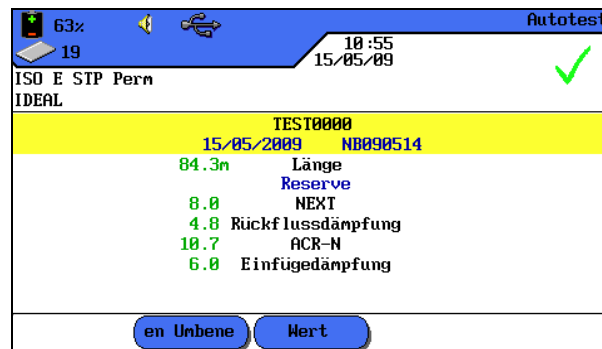 63% Autotest
19 10:55
15/05/09
ISO E STP Perm
IDEAL
TEST0000
15/05/2009 NB090514
84.3m Länge
Reserve
8.0 NEXT
4.8 Rückflussdämpfung
10.7 ACR-N
6.0 Einfügedämpfung
en Umbene Wert